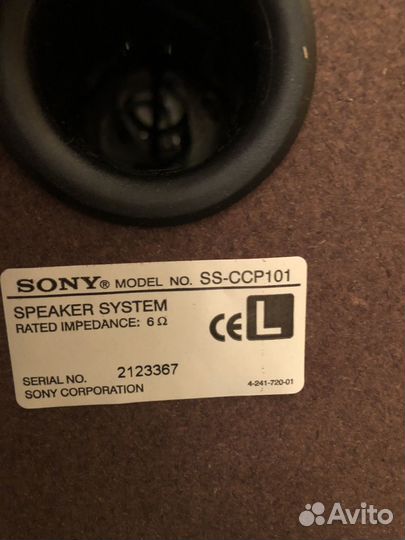 SONY® MODEL NO. SS-CCP101
SPEAKER SYSTEM
RATED IMPEDANCE: 6 Ω
CE L
SERIAL NO. 2123367
SONY CORPORATION 4-241-720-01
Avito